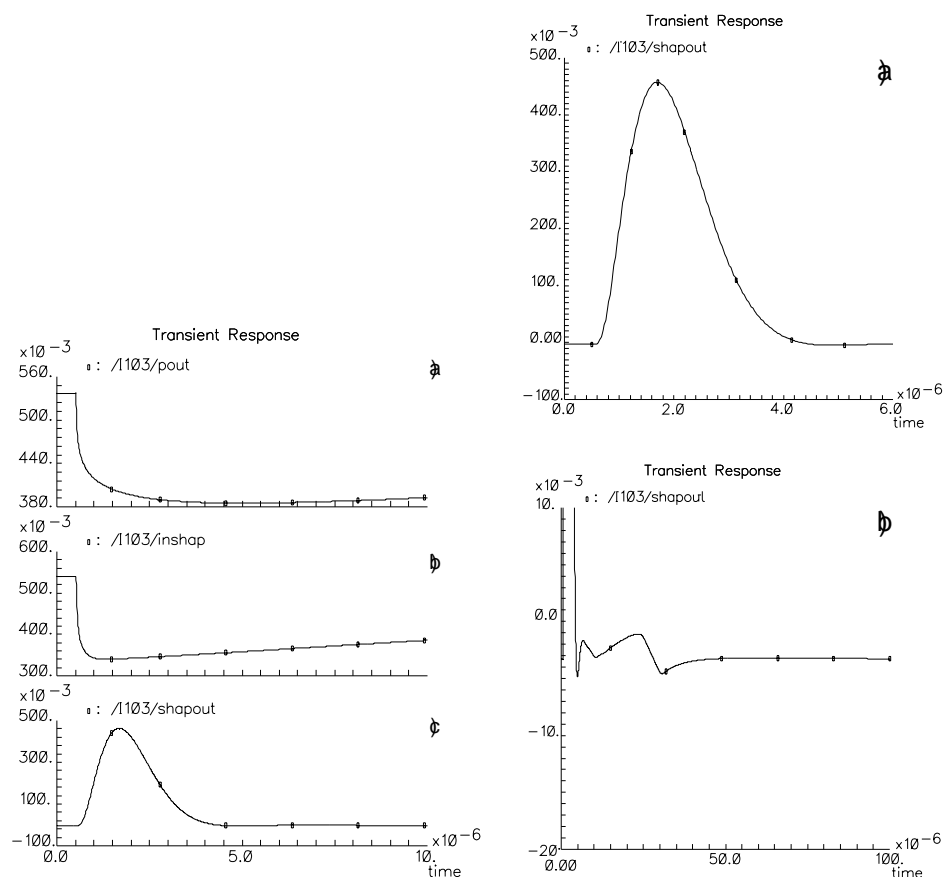 Transient Response
x10 -3
▯ : /I103/shapout
a)
500.
400.
300.
200.
100.
0.00
-100.
0.0 2.0 4.0 6.0
x10 -6
time
Transient Response
x10 -3
▯ : /I103/pout
a)
560.
500.
440.
380.
x10 -3
▯ : /I103/inshap
b)
600.
500.
400.
300.
x10 -3
▯ : /I103/shapout
c)
500.
300.
100.
-100.
0.0 5.0 10.
x10 -6
time
Transient Response
x10 -3
▯ : /I103/shapout
b)
10.
0.0
-10.
-20
0.00 50.0 100.
x10 -6
time